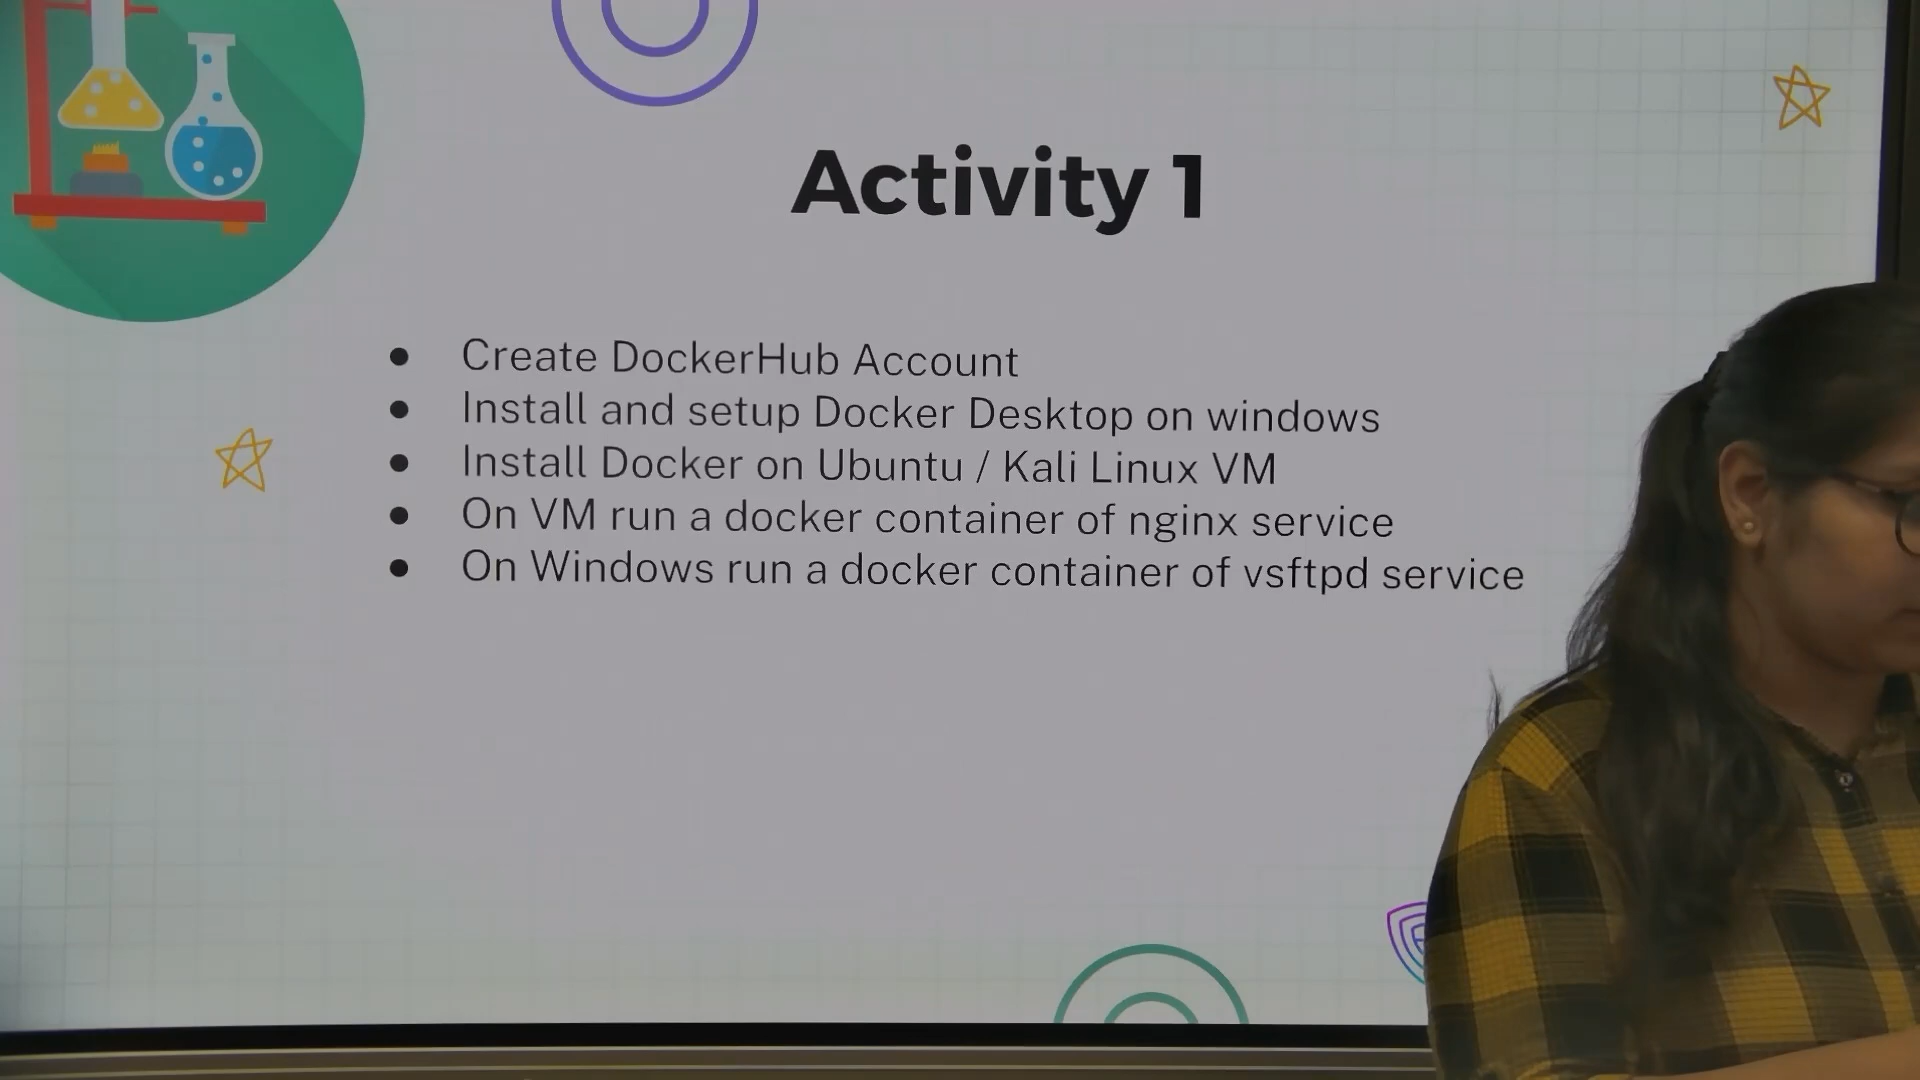 Activity 1
● Create DockerHub Account
● Install and setup Docker Desktop on windows
● Install Docker on Ubuntu / Kali Linux VM
● On VM run a docker container of nginx service
● On Windows run a docker container of vsftpd service